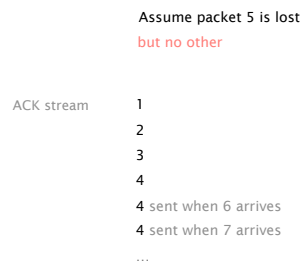 Assume packet 5 is lost
but no other
ACK stream 1
2
3
4
4 sent when 6 arrives
4 sent when 7 arrives
...